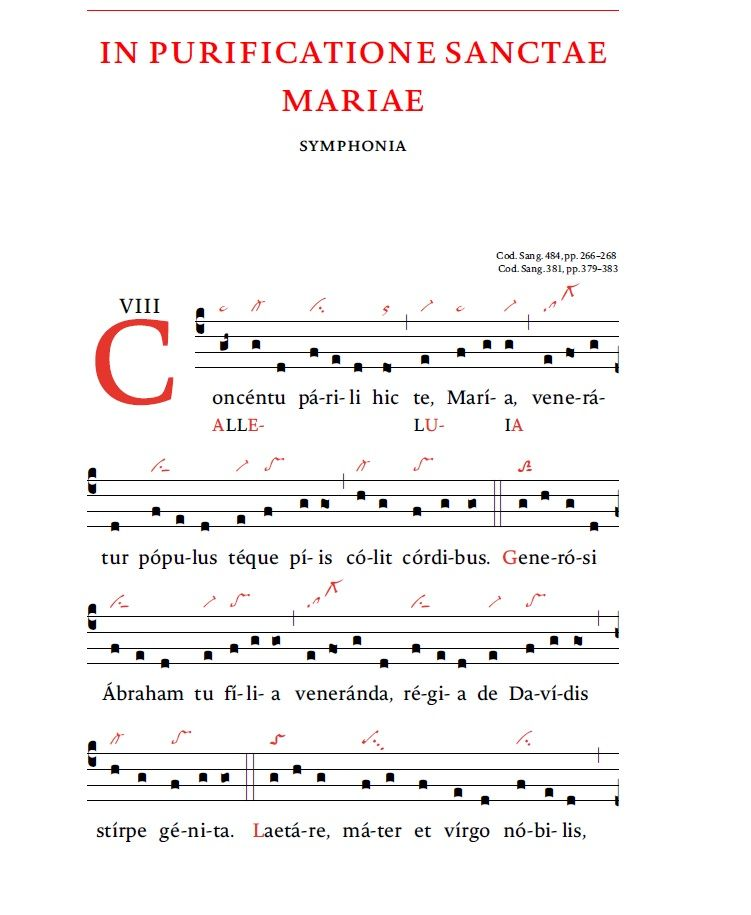 IN PURIFICATIONE SANCTAE
MARIAE
SYMPHONIA
Cod. Sang. 484, pp. 266–268
Cod. Sang. 381, pp. 379–383
VIII
Concéntu pá-ri-li hic te, Marí-a, vene-rá-
ALLE- LU- IA
tur pópu-lus téque pí-is có-lit córdi-bus. Gene-ró-si
Ábraham tu fí-li-a veneránda, ré-gi-a de Da-ví-dis
stírpe gé-ni-ta. Laetá-re, má-ter et vírgo nó-bi-lis,